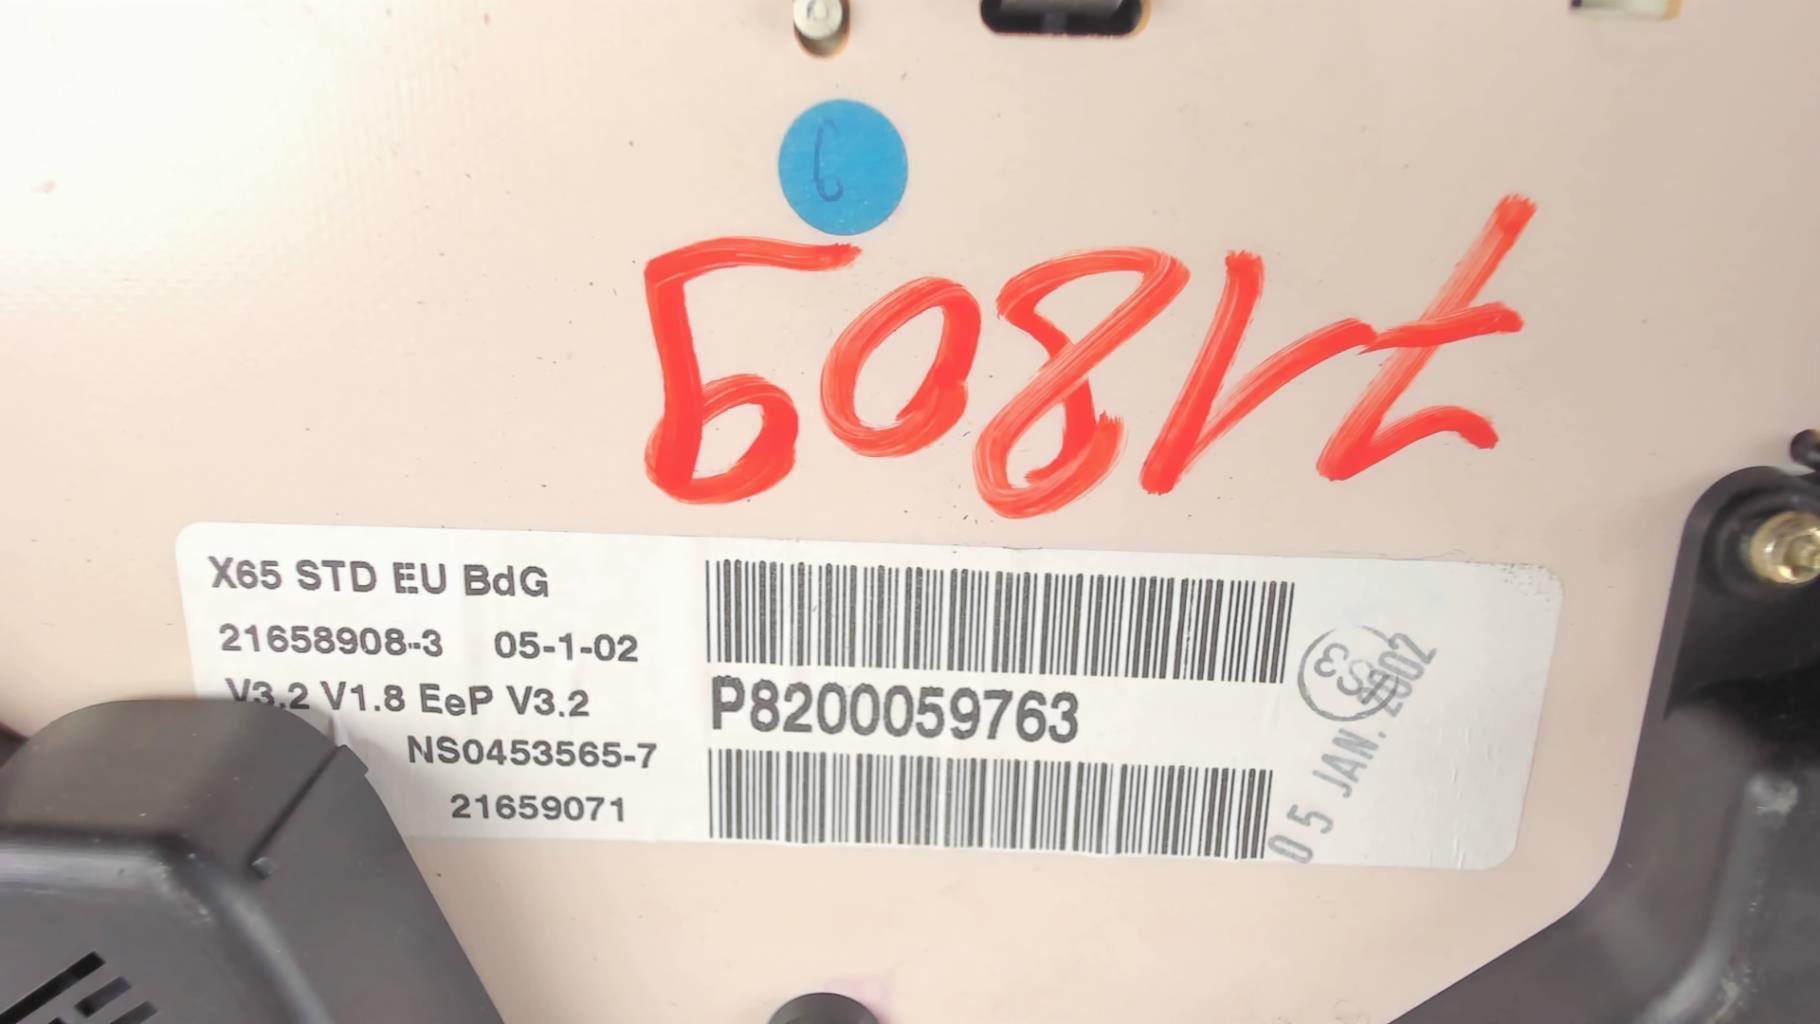 6
71809
X65 STD EU BdG
21658908-3 05-1-02
V3.2 V1.8 EeP V3.2
NS0453565-7
21659071
P8200059763
05 JAN. 2002